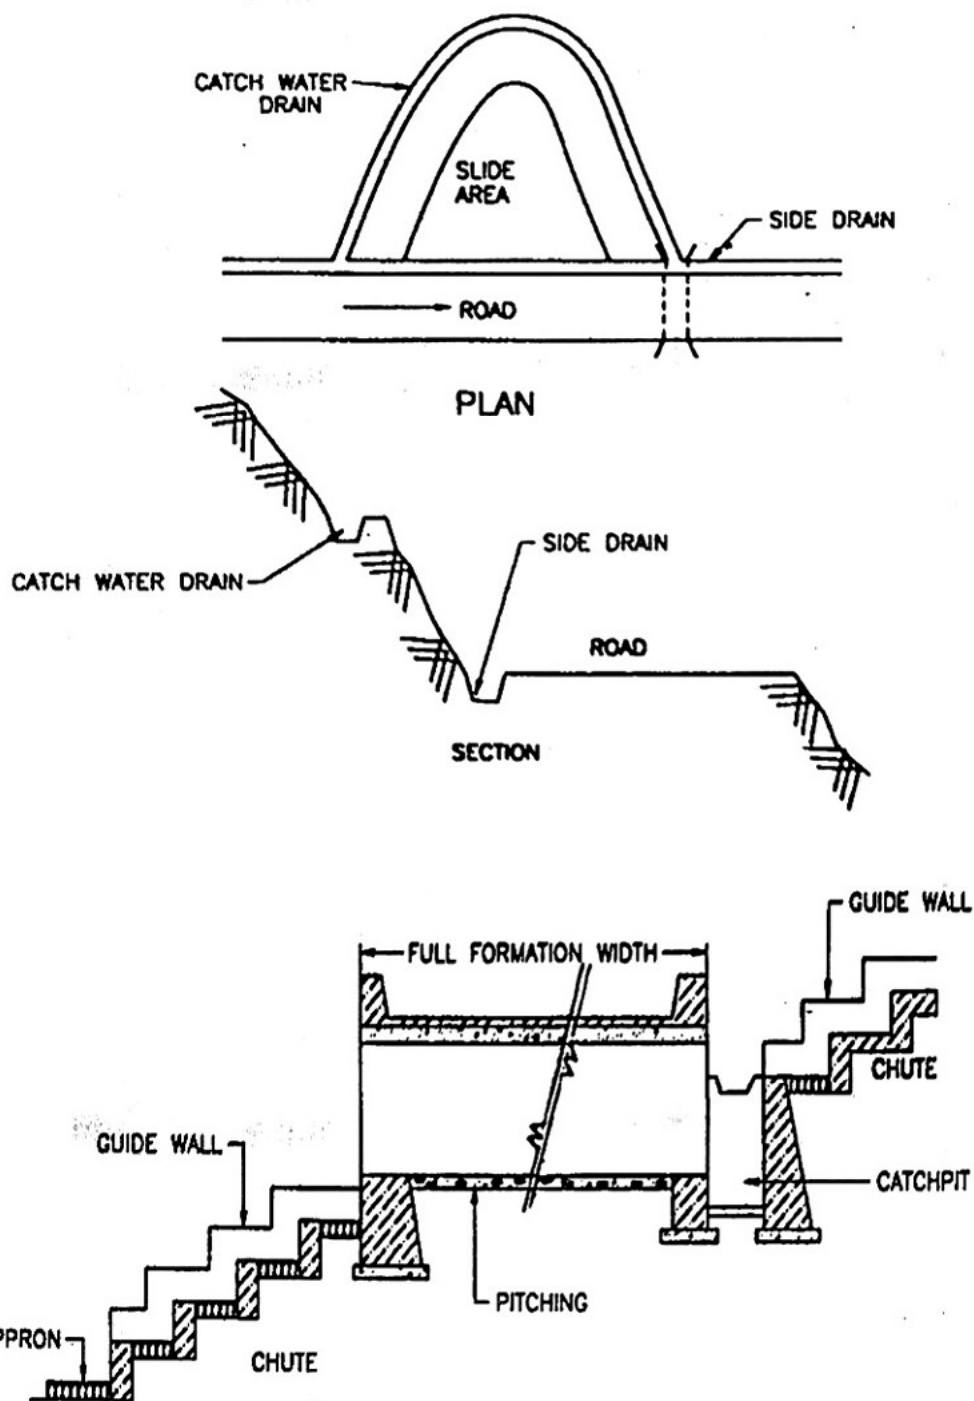 CATCH WATER
DRAIN
SLIDE
AREA
SIDE DRAIN
ROAD
PLAN
SIDE DRAIN
CATCH WATER DRAIN
ROAD
SECTION
GUIDE WALL
FULL FORMATION WIDTH
CHUTE
GUIDE WALL
CATCHPIT
PITCHING
PPRON
CHUTE